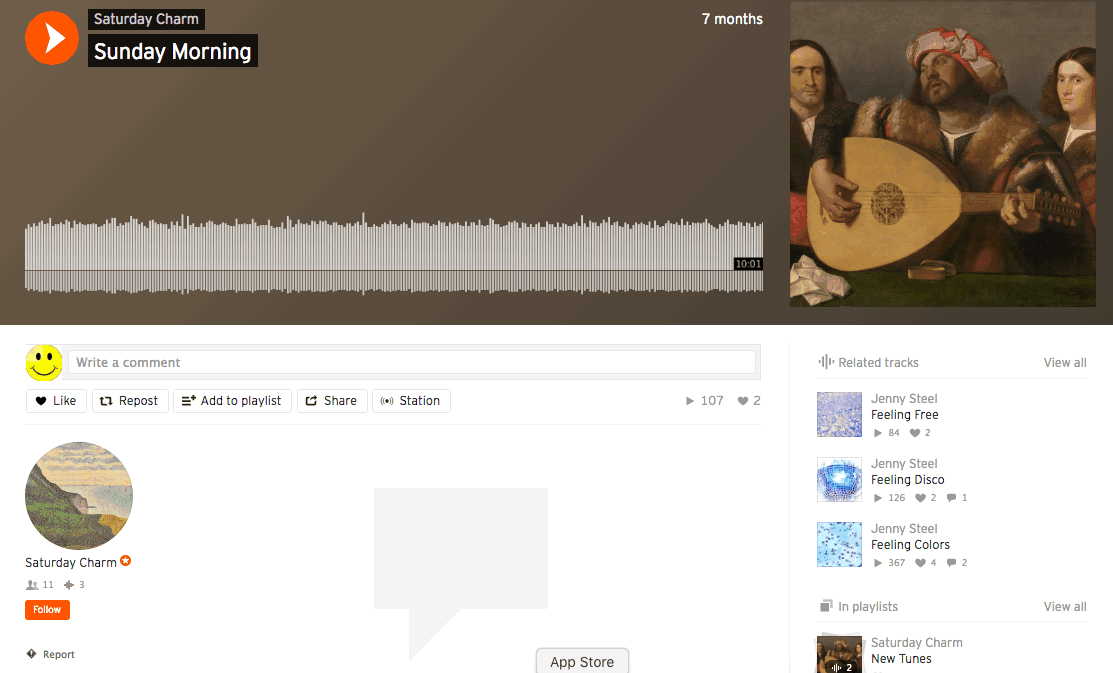 Saturday Charm
Sunday Morning
7 months
10:01
Write a comment
Like
Repost
Add to playlist
Share
Station
107
2
Saturday Charm
11
3
Follow
Report
App Store
Related tracks
View all
Jenny Steel
Feeling Free
84
2
Jenny Steel
Feeling Disco
126
2
1
Jenny Steel
Feeling Colors
367
4
2
In playlists
View all
Saturday Charm
New Tunes
2